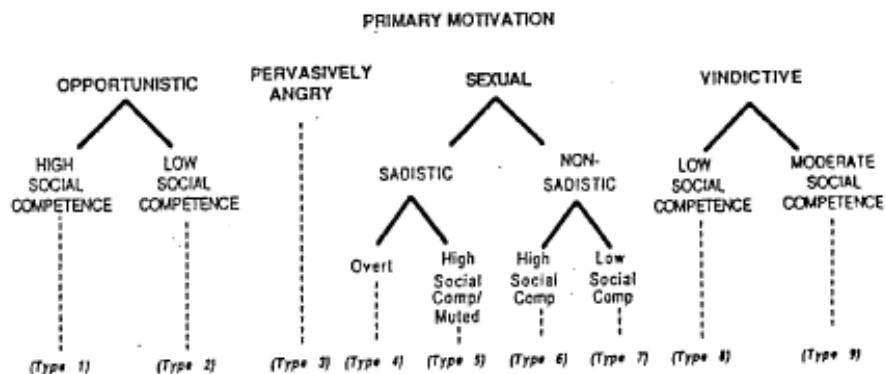 PRIMARY MOTIVATION
OPPORTUNISTIC
PERVASIVELY
ANGRY
SEXUAL
VINDICTIVE
HIGH
SOCIAL
COMPETENCE
LOW
SOCIAL
COMPETENCE
SADISTIC
NON-
SADISTIC
LOW
SOCIAL
COMPETENCE
MODERATE
SOCIAL
COMPETENCE
Overt
High
Social
Comp/
Muted
High
Social
Comp
Low
Social
Comp
(Type 1)
(Type 2)
(Type 3)
(Type 4)
(Type 5)
(Type 6)
(Type 7)
(Type 8)
(Type 9)